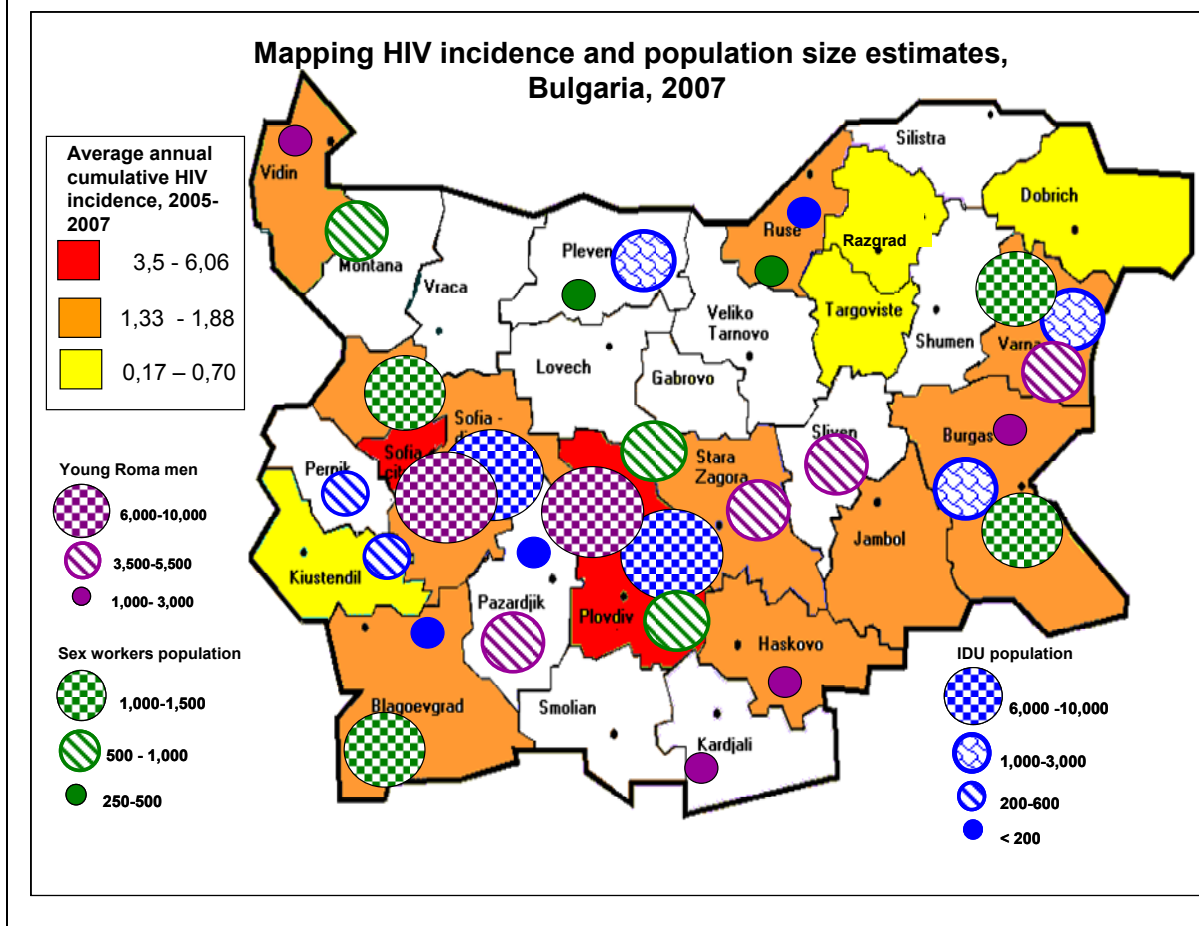 Mapping HIV incidence and population size estimates,
Bulgaria, 2007
Average annual
cumulative HIV
incidence, 2005-
2007
3,5 - 6,06
1,33 - 1,88
0,17 – 0,70
Young Roma men
6,000-10,000
3,500-5,500
1,000- 3,000
Sex workers population
1,000-1,500
500 - 1,000
250-500
IDU population
6,000 -10,000
1,000-3,000
200-600
< 200
Vidin
Montana
Vraca
Pleven
Lovech
Gabrovo
Veliko
Tarnovo
Ruse
Silistra
Razgrad
Targoviste
Shumen
Dobrich
Varna
Burgas
Sliven
Jambol
Stara
Zagora
Sofia -
Sofia
Pernik
Kiustendil
Blagoevgrad
Pazardjik
Plovdiv
Smolian
Haskovo
Kardjali